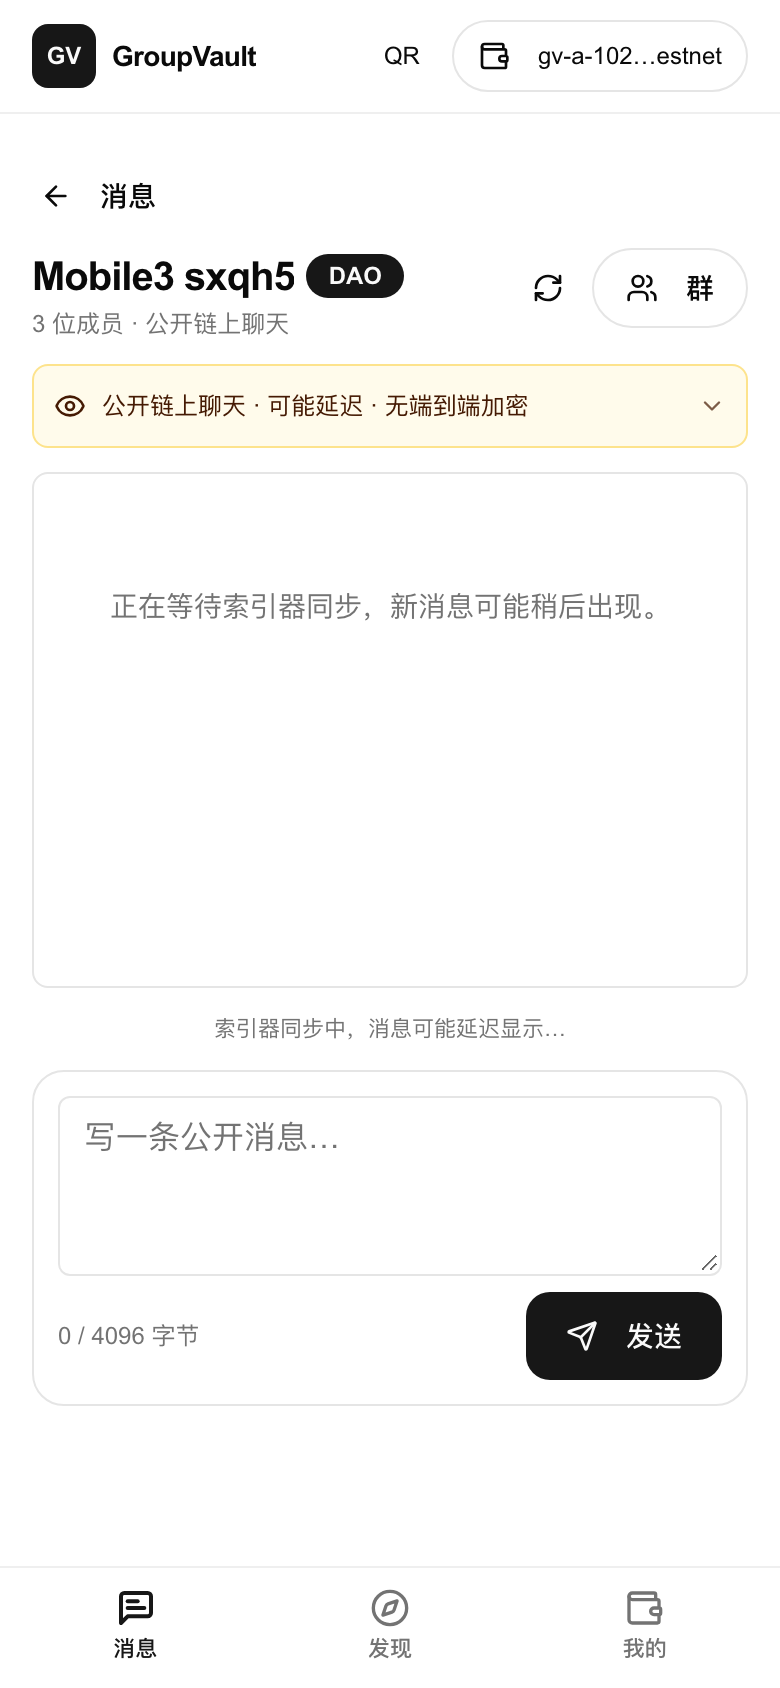 GV GroupVault QR gv-a-102…estnet
消息
Mobile3 sxqh5 DAO
群
3 位成员 · 公开链上聊天
公开链上聊天 · 可能延迟 · 无端到端加密
正在等待索引器同步，新消息可能稍后出现。
索引器同步中，消息可能延迟显示…
写一条公开消息…
0 / 4096 字节 发送
消息 发现 我的